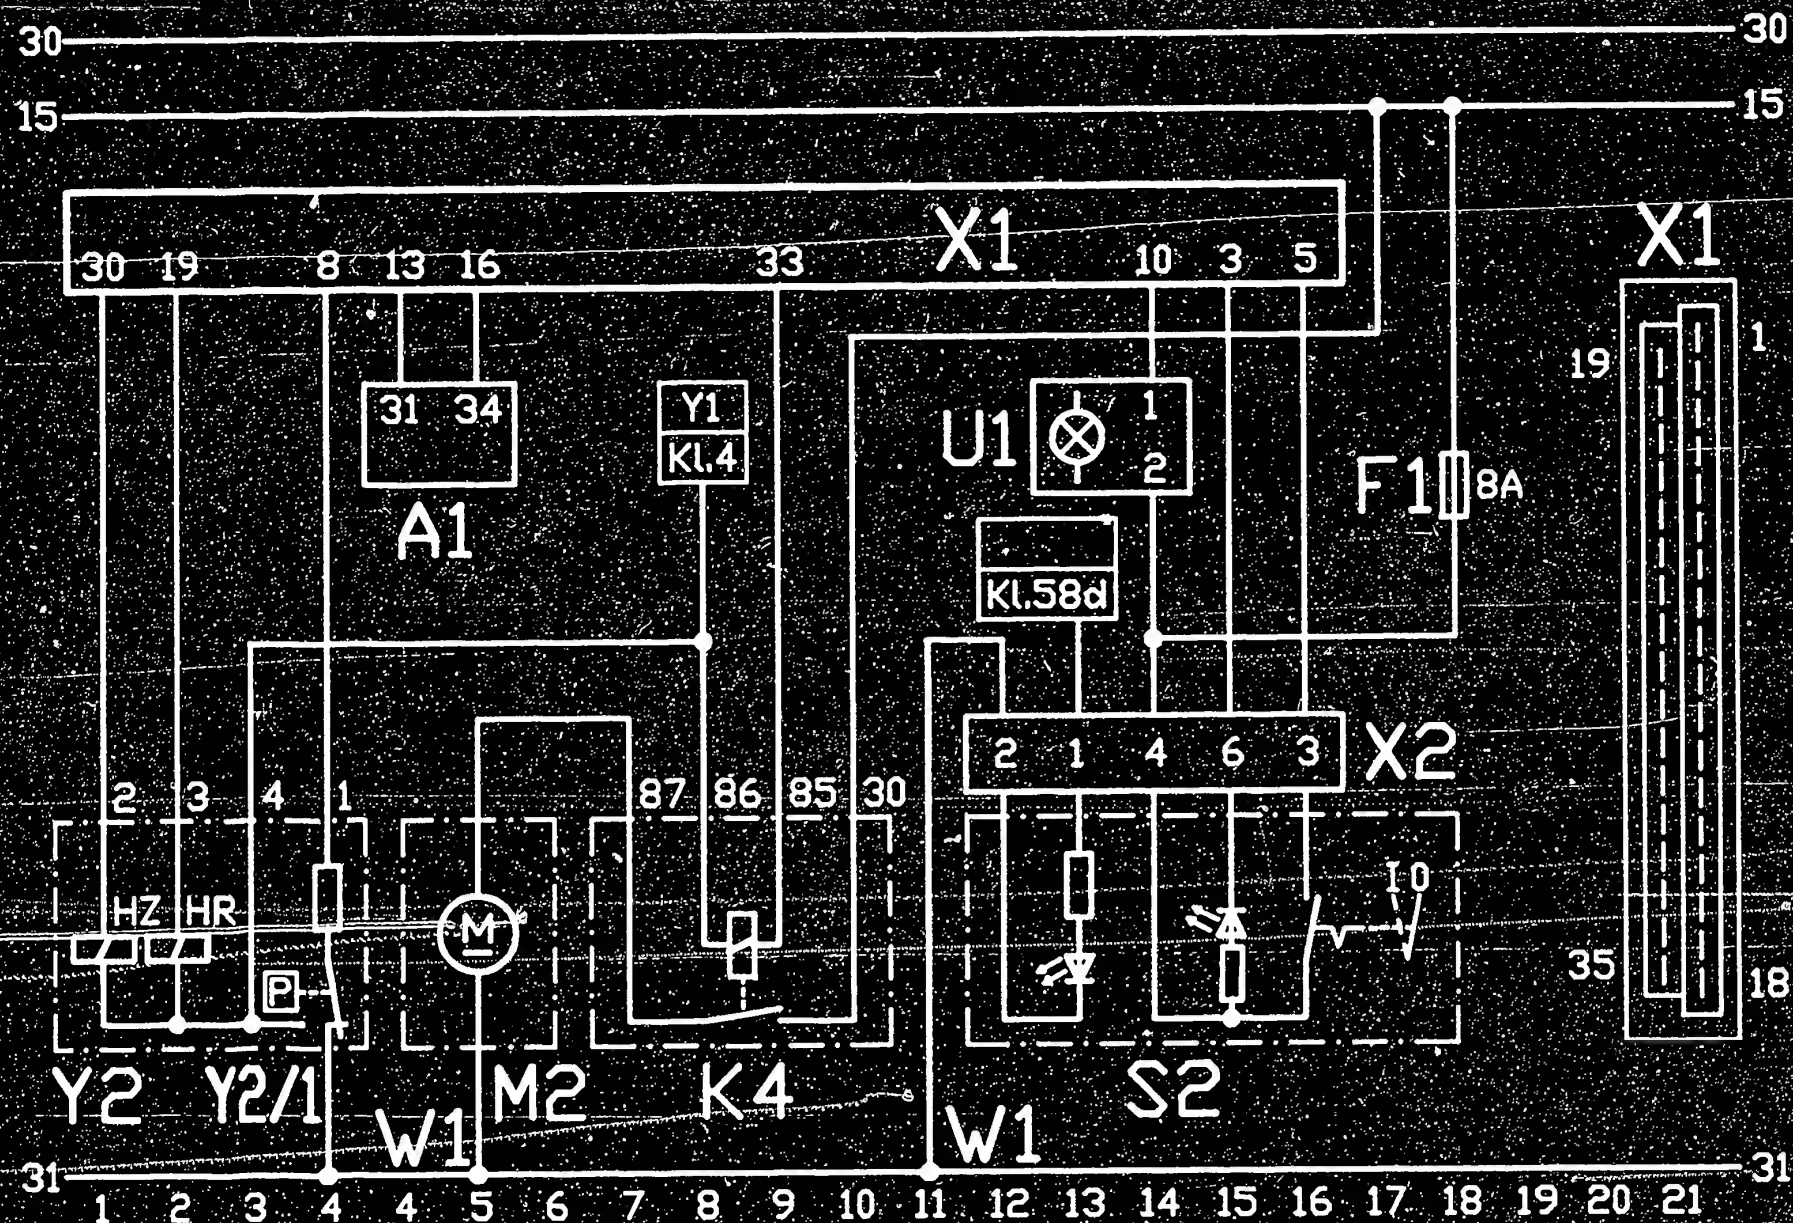 30 30
15 15
X1 X1
30 19 8 13 16 33 10 3 5
19 1
31 34 Y1 1
Kl.4 U1 2
F1 8A
A1
Kl.58d
2 1 4 6 3 X2
2 3 4 1 87 86 85 30
HZ HR M I 0
P 35 18
Y2 Y2/1 M2 K4 S2
W1 W1
31 31
1 2 3 4 4 5 6 7 8 9 10 11 12 13 14 15 16 17 18 19 20 21